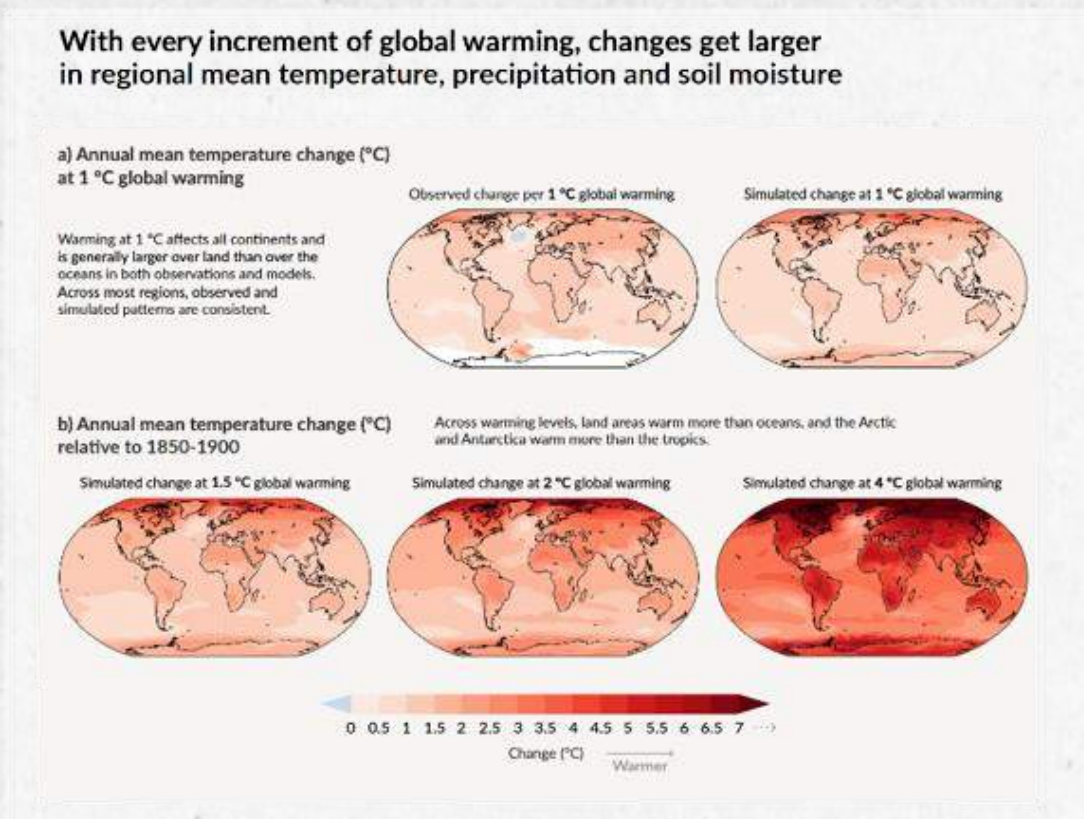 With every increment of global warming, changes get larger
in regional mean temperature, precipitation and soil moisture
a) Annual mean temperature change (°C)
at 1 °C global warming
Warming at 1 °C affects all continents and
is generally larger over land than over the
oceans in both observations and models.
Across most regions, observed and
simulated patterns are consistent.
Observed change per 1 °C global warming
Simulated change at 1 °C global warming
b) Annual mean temperature change (°C)
relative to 1850-1900
Across warming levels, land areas warm more than oceans, and the Arctic
and Antarctica warm more than the tropics.
Simulated change at 1.5 °C global warming
Simulated change at 2 °C global warming
Simulated change at 4 °C global warming
0 0.5 1 1.5 2 2.5 3 3.5 4 4.5 5 5.5 6 6.5 7
Change (°C)
Warmer